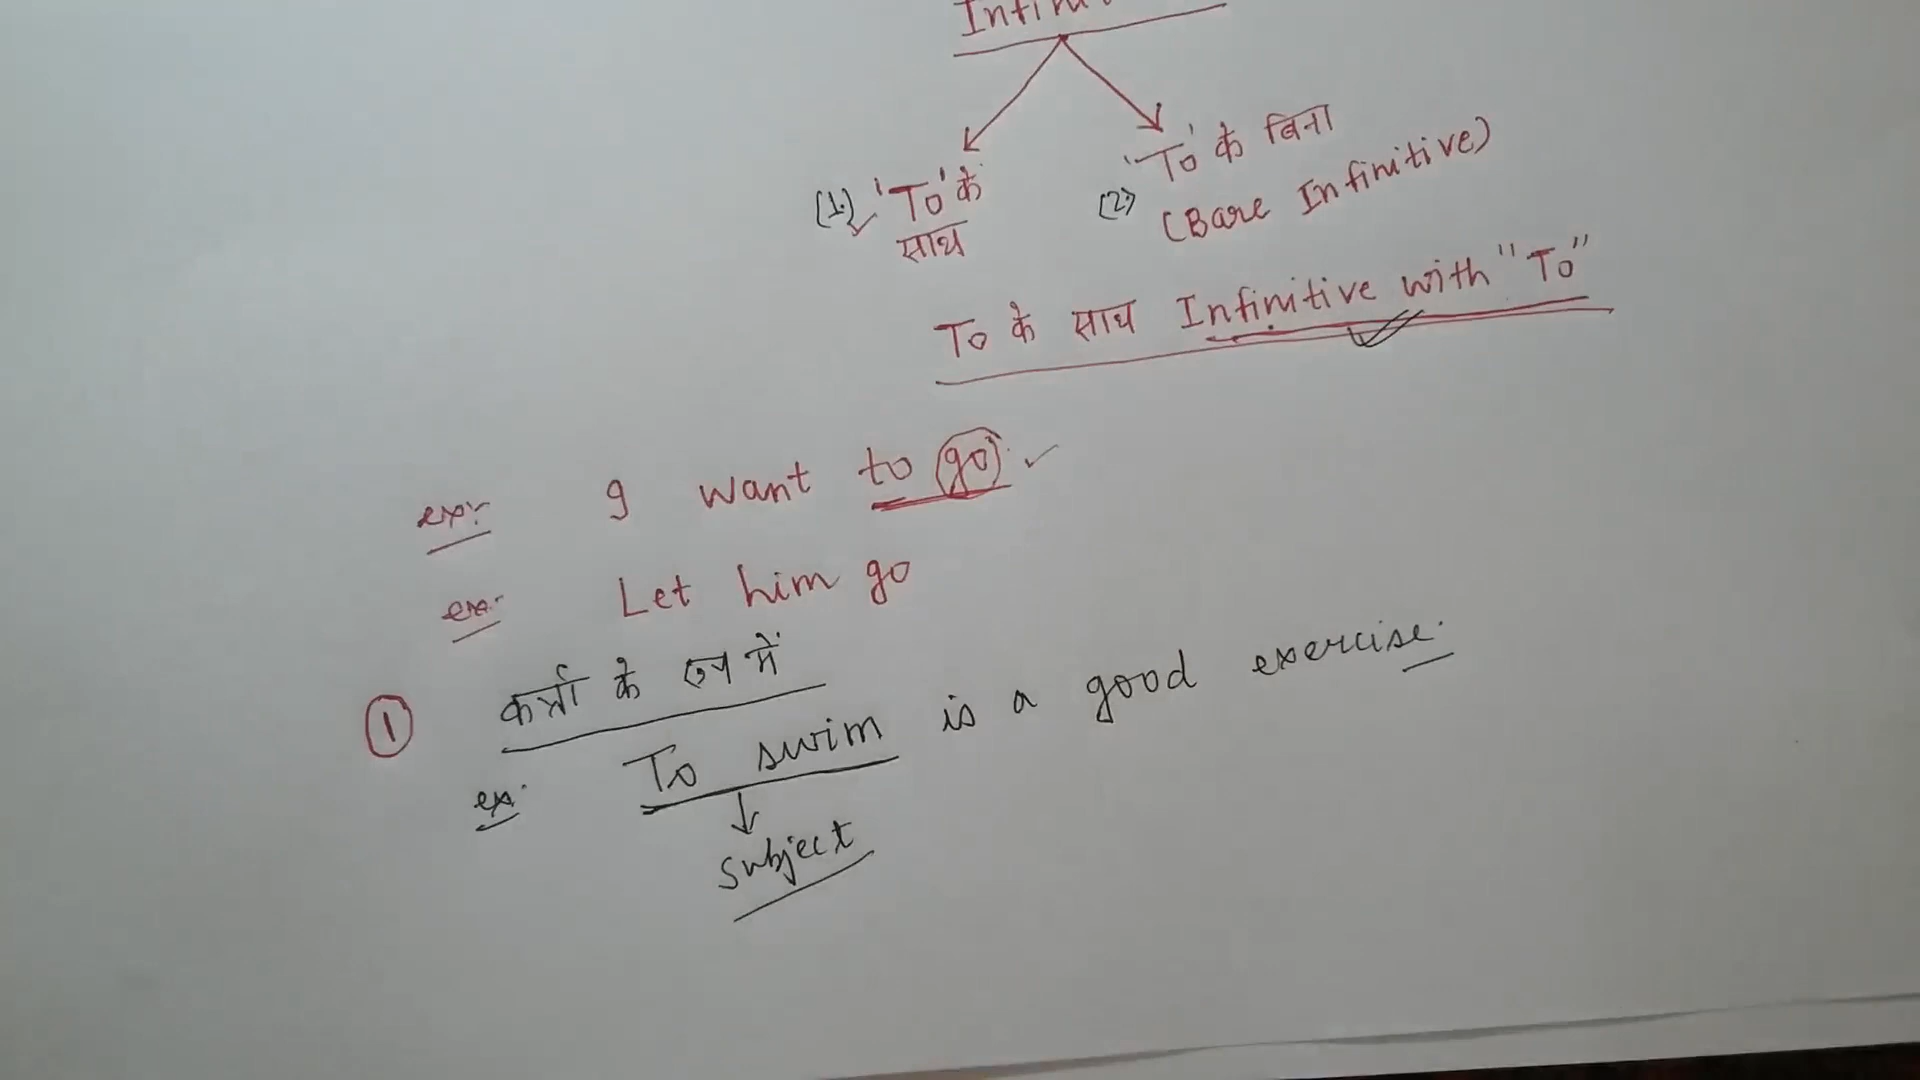 (1.) 'To' के
साथ
'To' के बिना
(2) (Bare Infinitive)
To के साथ Infinitive with "To"
ex:- I want to go
ex:- Let him go
① कर्त्ता के रूप में
ex:- To swim is a good exercise.
subject